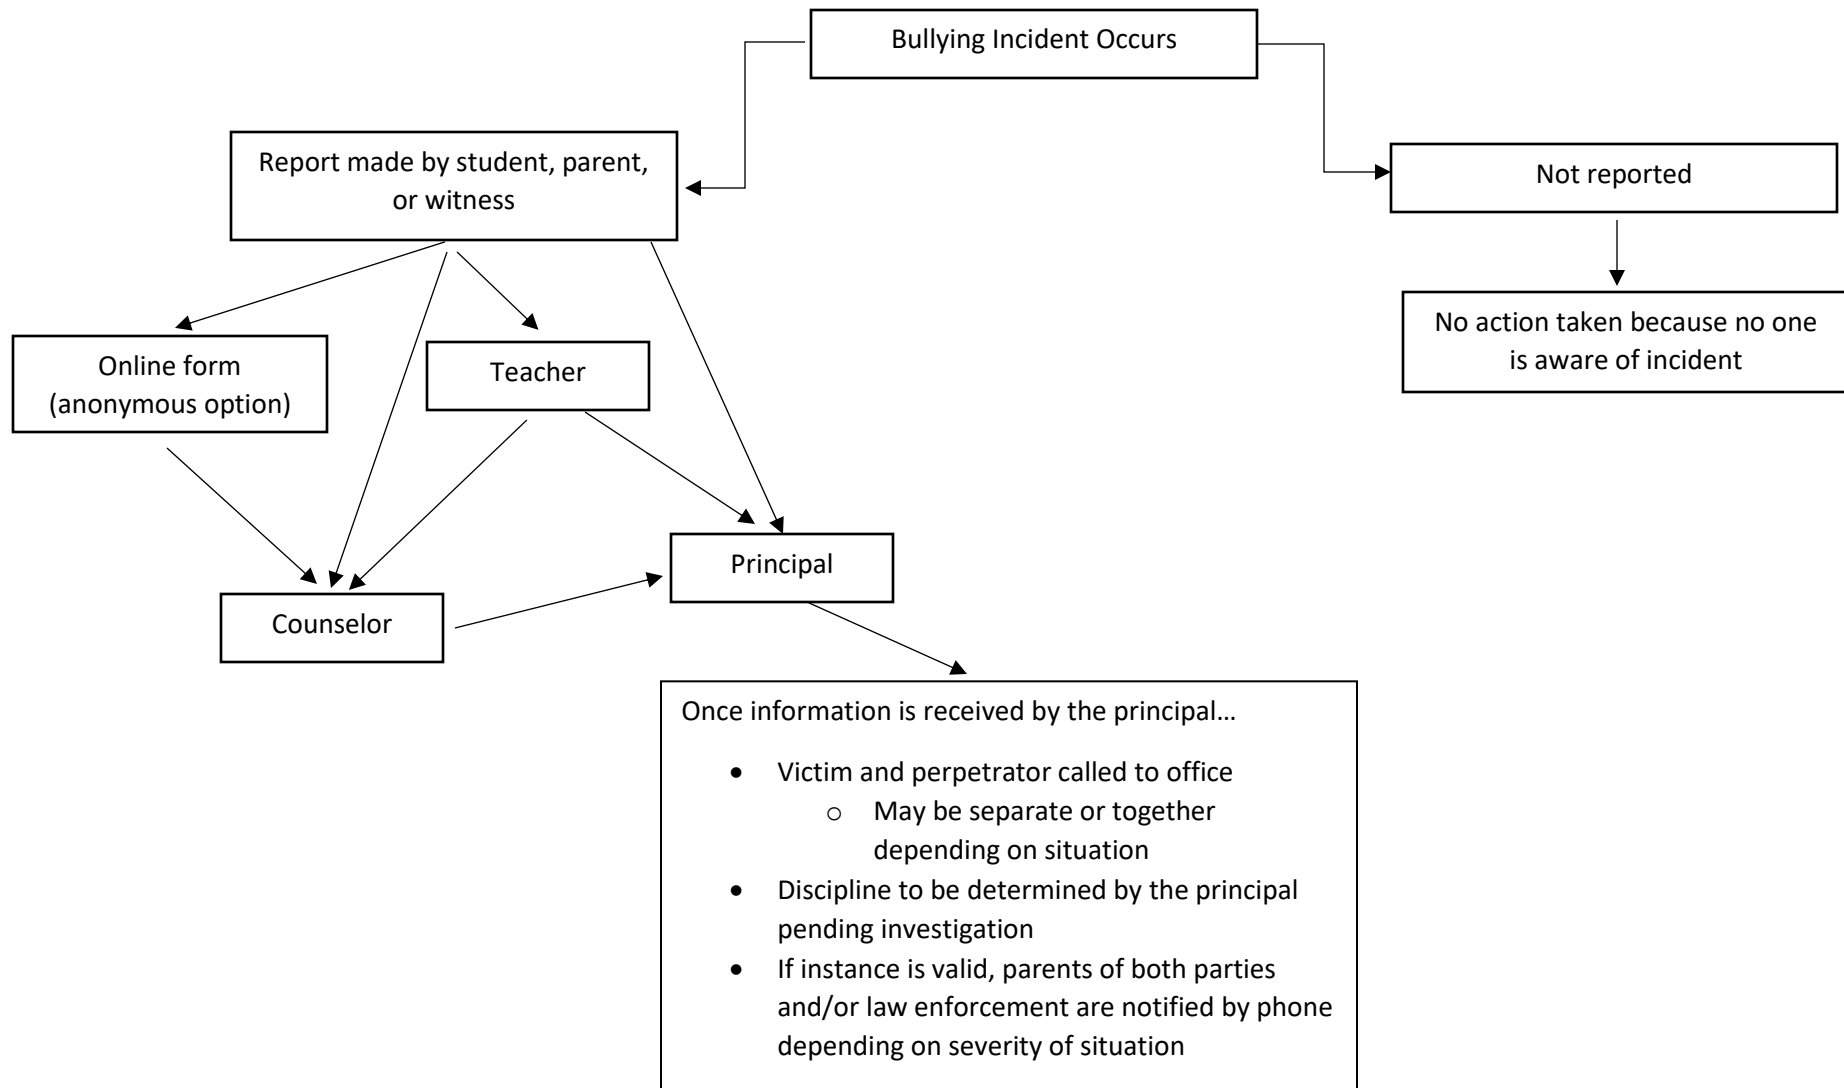 Bullying Incident Occurs
Report made by student, parent,
or witness
Not reported
No action taken because no one
is aware of incident
Online form
(anonymous option)
Teacher
Principal
Counselor
Once information is received by the principal…
• Victim and perpetrator called to office
o May be separate or together
depending on situation
• Discipline to be determined by the principal
pending investigation
• If instance is valid, parents of both parties
and/or law enforcement are notified by phone
depending on severity of situation